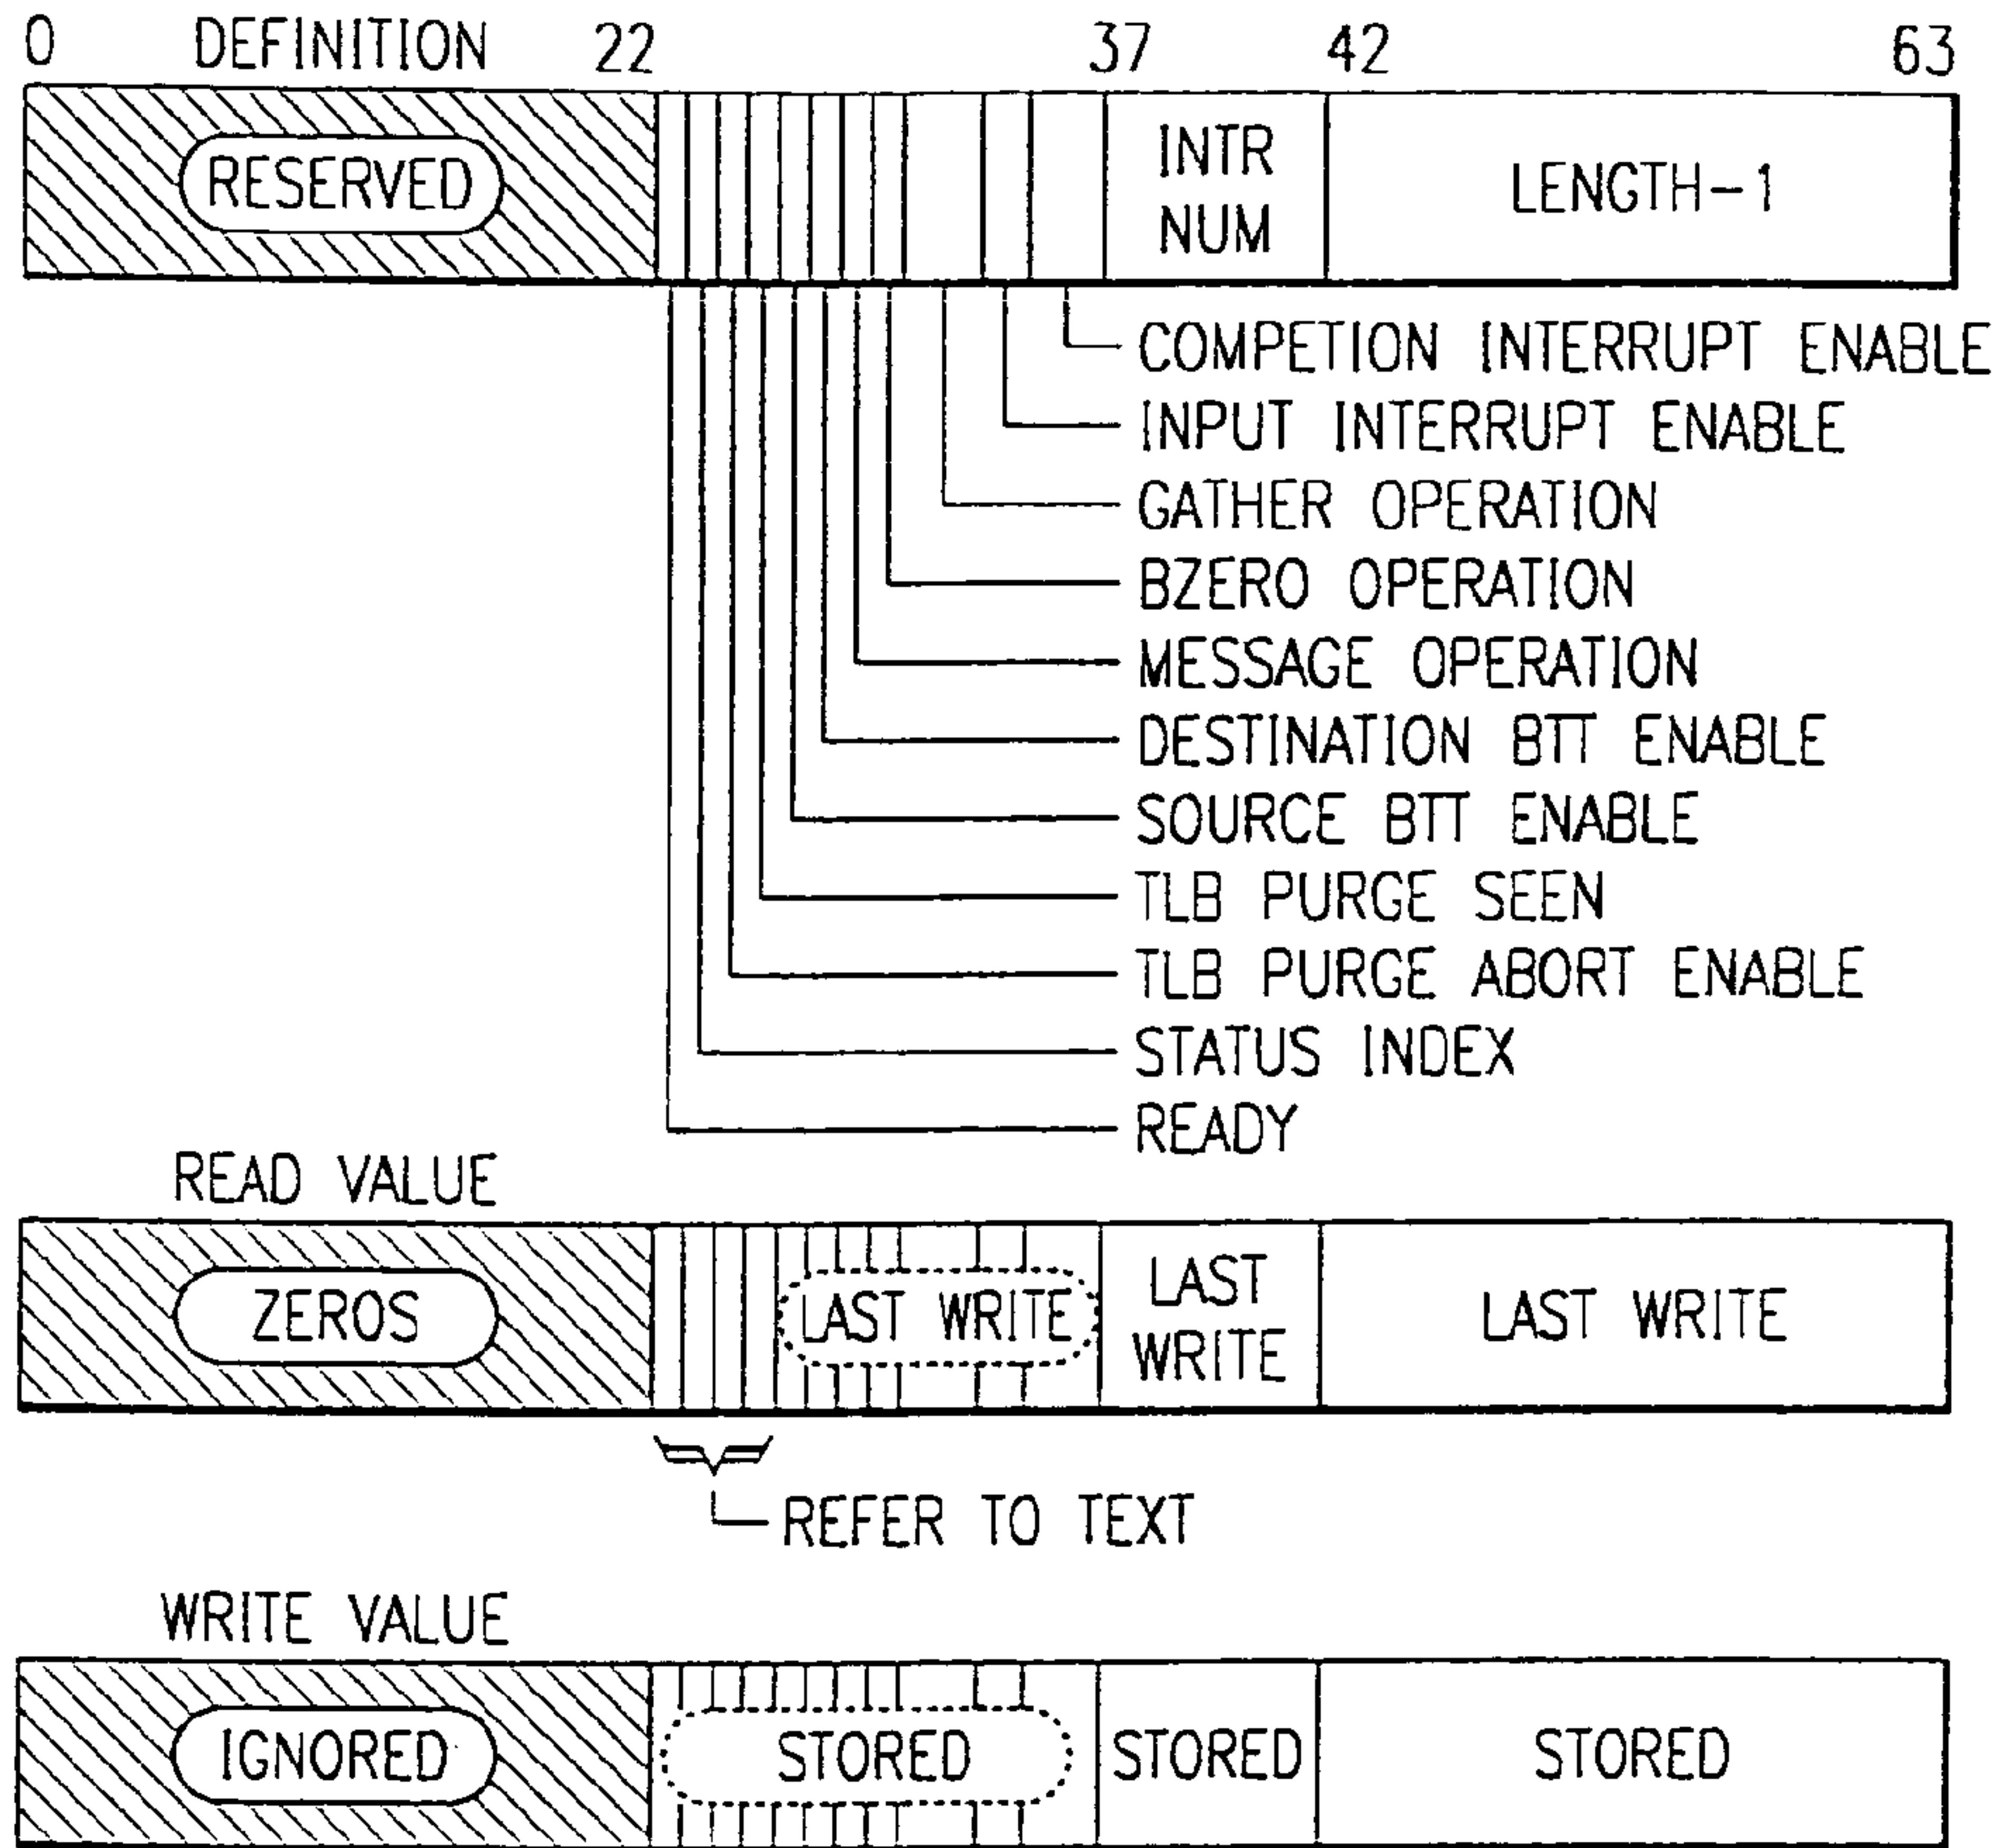 0 DEFINITION 22 37 42 63
RESERVED
INTR
NUM
LENGTH-1
COMPETION INTERRUPT ENABLE
INPUT INTERRUPT ENABLE
GATHER OPERATION
BZERO OPERATION
MESSAGE OPERATION
DESTINATION BTT ENABLE
SOURCE BTT ENABLE
TLB PURGE SEEN
TLB PURGE ABORT ENABLE
STATUS INDEX
READY
READ VALUE
ZEROS
LAST WRITE
LAST
WRITE
LAST WRITE
REFER TO TEXT
WRITE VALUE
IGNORED
STORED
STORED
STORED